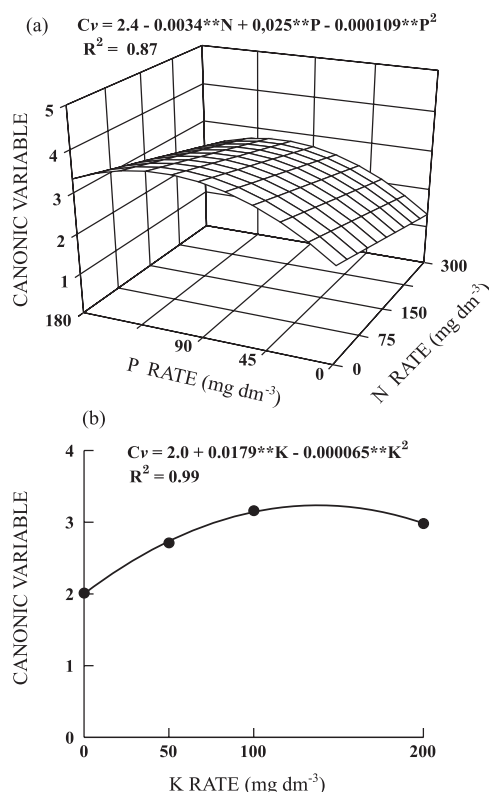 (a) Cv = 2.4 - 0.0034**N + 0,025**P - 0.000109**P²
R² = 0.87
CANONIC VARIABLE
5
4
3
2
1
180
90
45
0
P RATE (mg dm⁻³)
0
75
150
300
N RATE (mg dm⁻³)
(b)
Cv = 2.0 + 0.0179**K - 0.000065**K²
R² = 0.99
CANONIC VARIABLE
4
3
2
1
0
0 50 100 200
K RATE (mg dm⁻³)